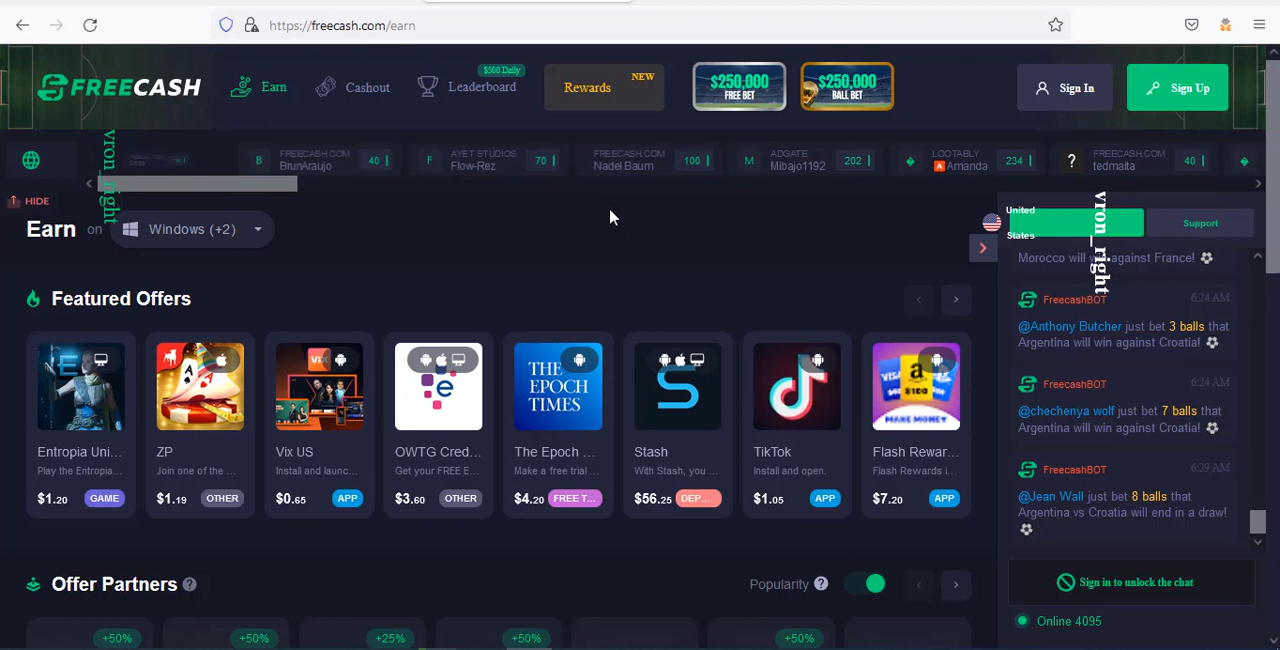 https://freecash.com/earn
FREECASH
Earn
Cashout
$500 Daily
Leaderboard
NEW
Rewards
$250,000
FREE BET
$250,000
BALL BET
Sign In
Sign Up
vron_right
B
FREECASH.COM
BrunAraujo
40
F
AYET STUDIOS
Flow-Rez
70
FREECASH.COM
Nadel Baum
100
M
ADGATE
Mibajo1192
202
LOOTABLY
Amanda
234
?
FREECASH.COM
tedmaita
40
HIDE
Earn on Windows (+2)
United
States
vron_right
Support
Morocco will win against France!
FreecashBOT 6:24 AM
@Anthony Butcher just bet 3 balls that
Argentina will win against Croatia!
FreecashBOT 6:24 AM
@chechenya wolf just bet 7 balls that
Argentina will win against Croatia!
FreecashBOT 6:29 AM
@Jean Wall just bet 8 balls that
Argentina vs Croatia will end in a draw!
Sign in to unlock the chat
Online 4095
Featured Offers
Entropia Uni...
Play the Entropia...
$1.20 GAME
ZP
Join one of the ...
$1.19 OTHER
VIX
Vix US
Install and launc...
$0.65 APP
e
OWTG Cred...
Get your FREE E...
$3.60 OTHER
THE
EPOCH
TIMES
The Epoch ...
Make a free trial ...
$4.20 FREE T...
S
Stash
With Stash, you ...
$56.25 DEP...
TikTok
Install and open.
$1.05 APP
VISA
$100
MAKE MONEY
Flash Rewar...
Flash Rewards i...
$7.20 APP
Offer Partners ?
Popularity ?
+50%
+50%
+25%
+50%
+50%